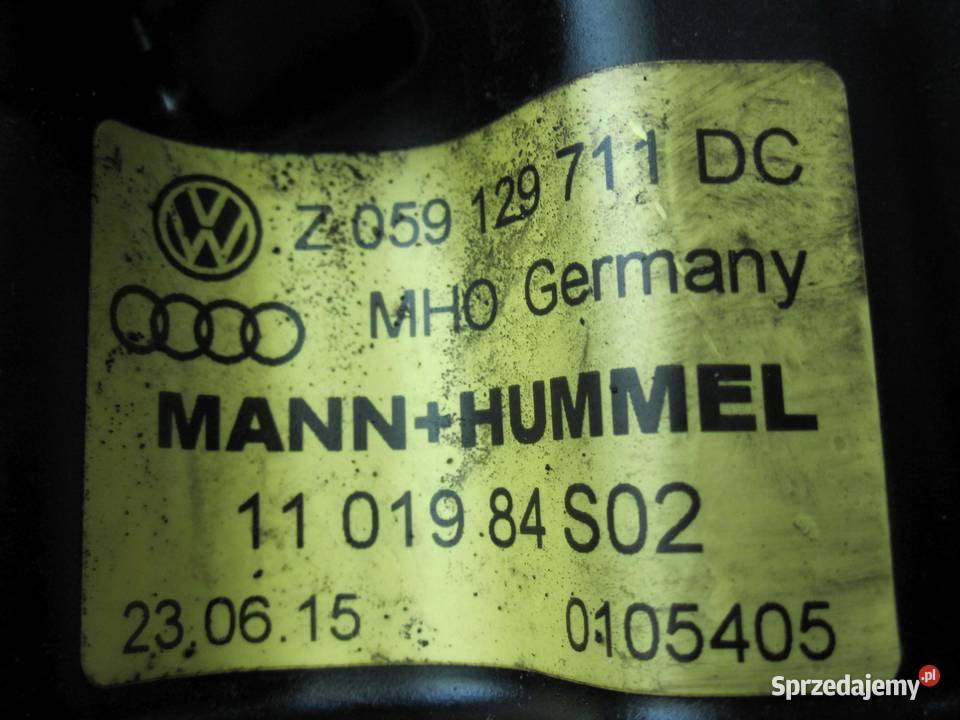 Z 059 129 711 DC
MHO Germany
MANN+HUMMEL
11 019 84 S02
23.06.15 0105405
Sprzedajemy.pl